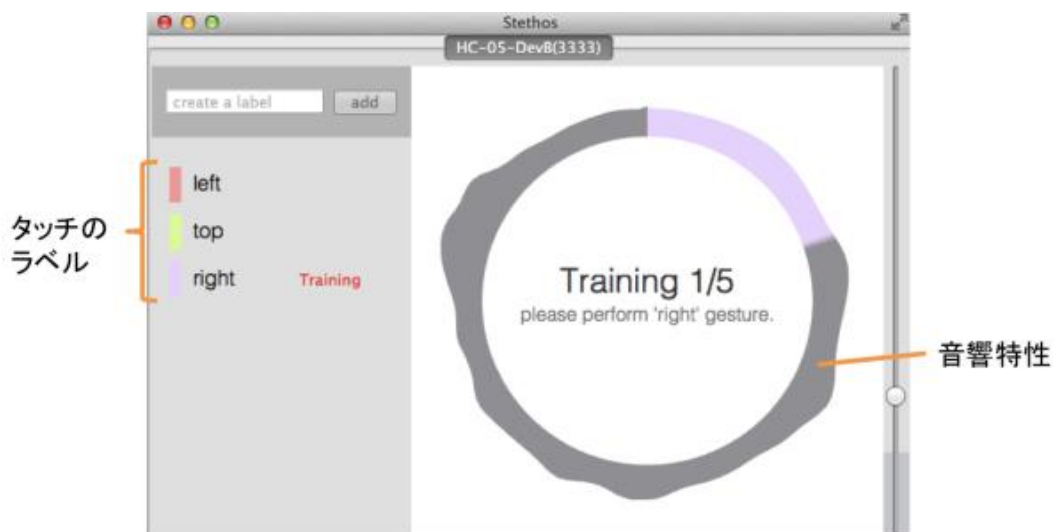 Stethos
HC-05-DevB(3333)
create a label
add
left
top
right
Training
タッチの
ラベル
Training 1/5
please perform 'right' gesture.
音響特性